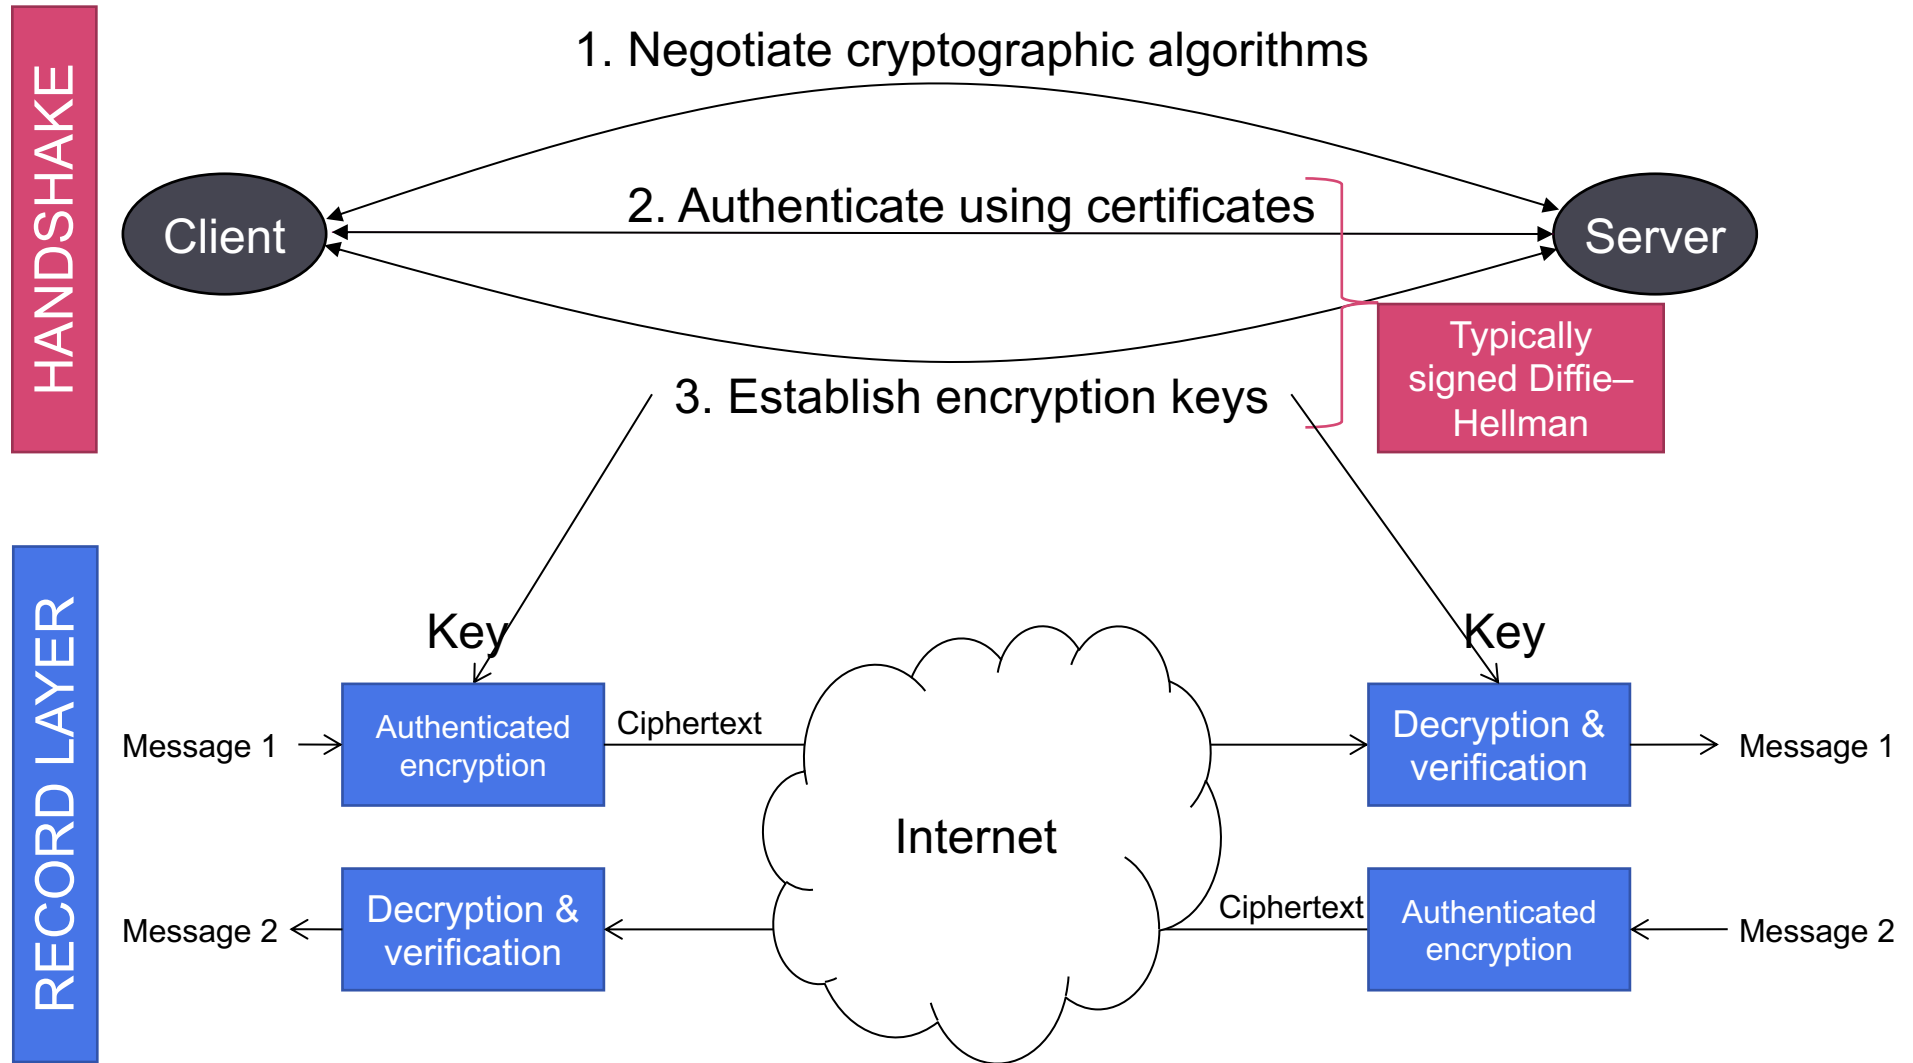 HANDSHAKE
1. Negotiate cryptographic algorithms
Client
2. Authenticate using certificates
Server
3. Establish encryption keys
Typically
signed Diffie–
Hellman
RECORD LAYER
Key
Key
Message 1
Authenticated
encryption
Ciphertext
Internet
Decryption &
verification
Message 1
Message 2
Decryption &
verification
Ciphertext
Authenticated
encryption
Message 2